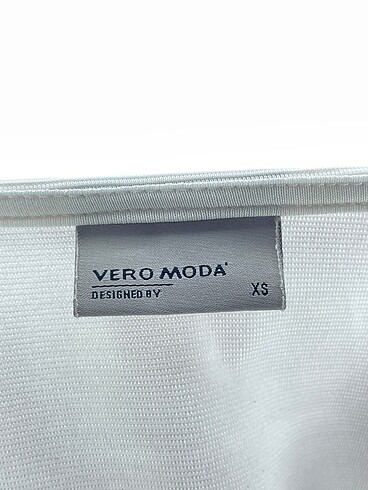 VERO MODA
DESIGNED BY
XS